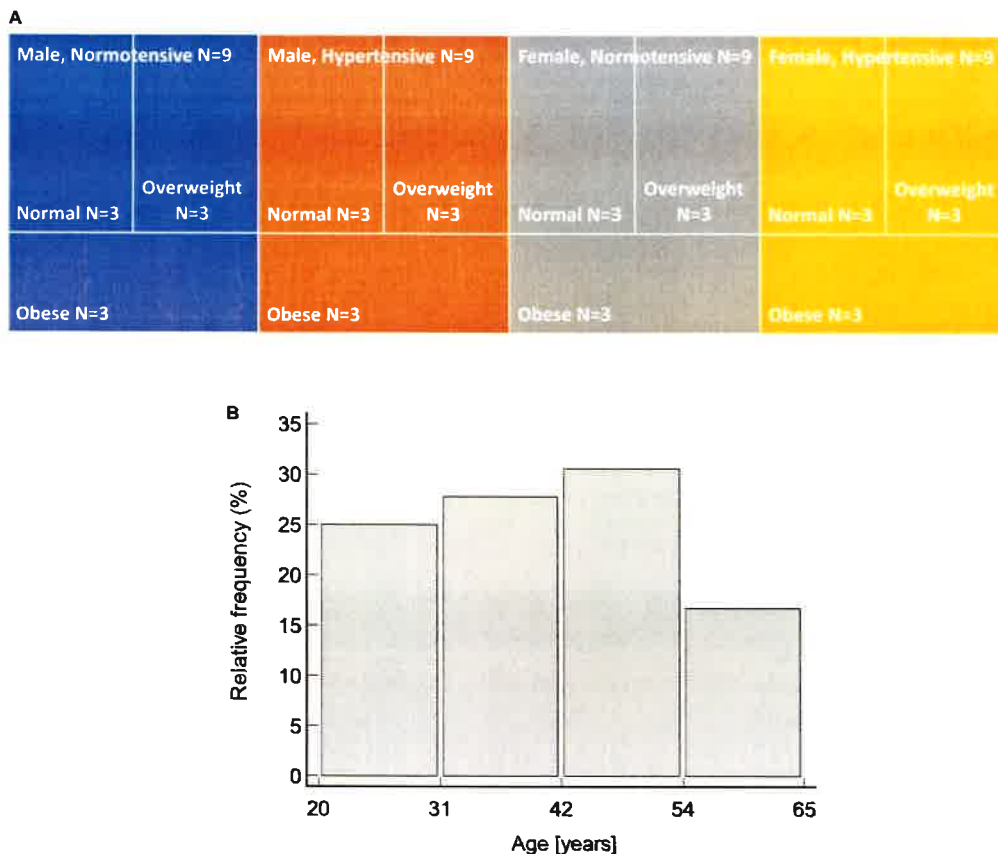 A
Male, Normotensive N=9
Male, Hypertensive N=9
Female, Normotensive N=9
Female, Hypertensive N=9
Normal N=3
Overweight
N=3
Normal N=3
Overweight
N=3
Normal N=3
Overweight
N=3
Normal N=3
Overweight
N=3
Obese N=3
Obese N=3
Obese N=3
Obese N=3
B
Relative frequency (%)
35
30
25
20
15
10
5
0
20 31 42 54 65
Age [years]